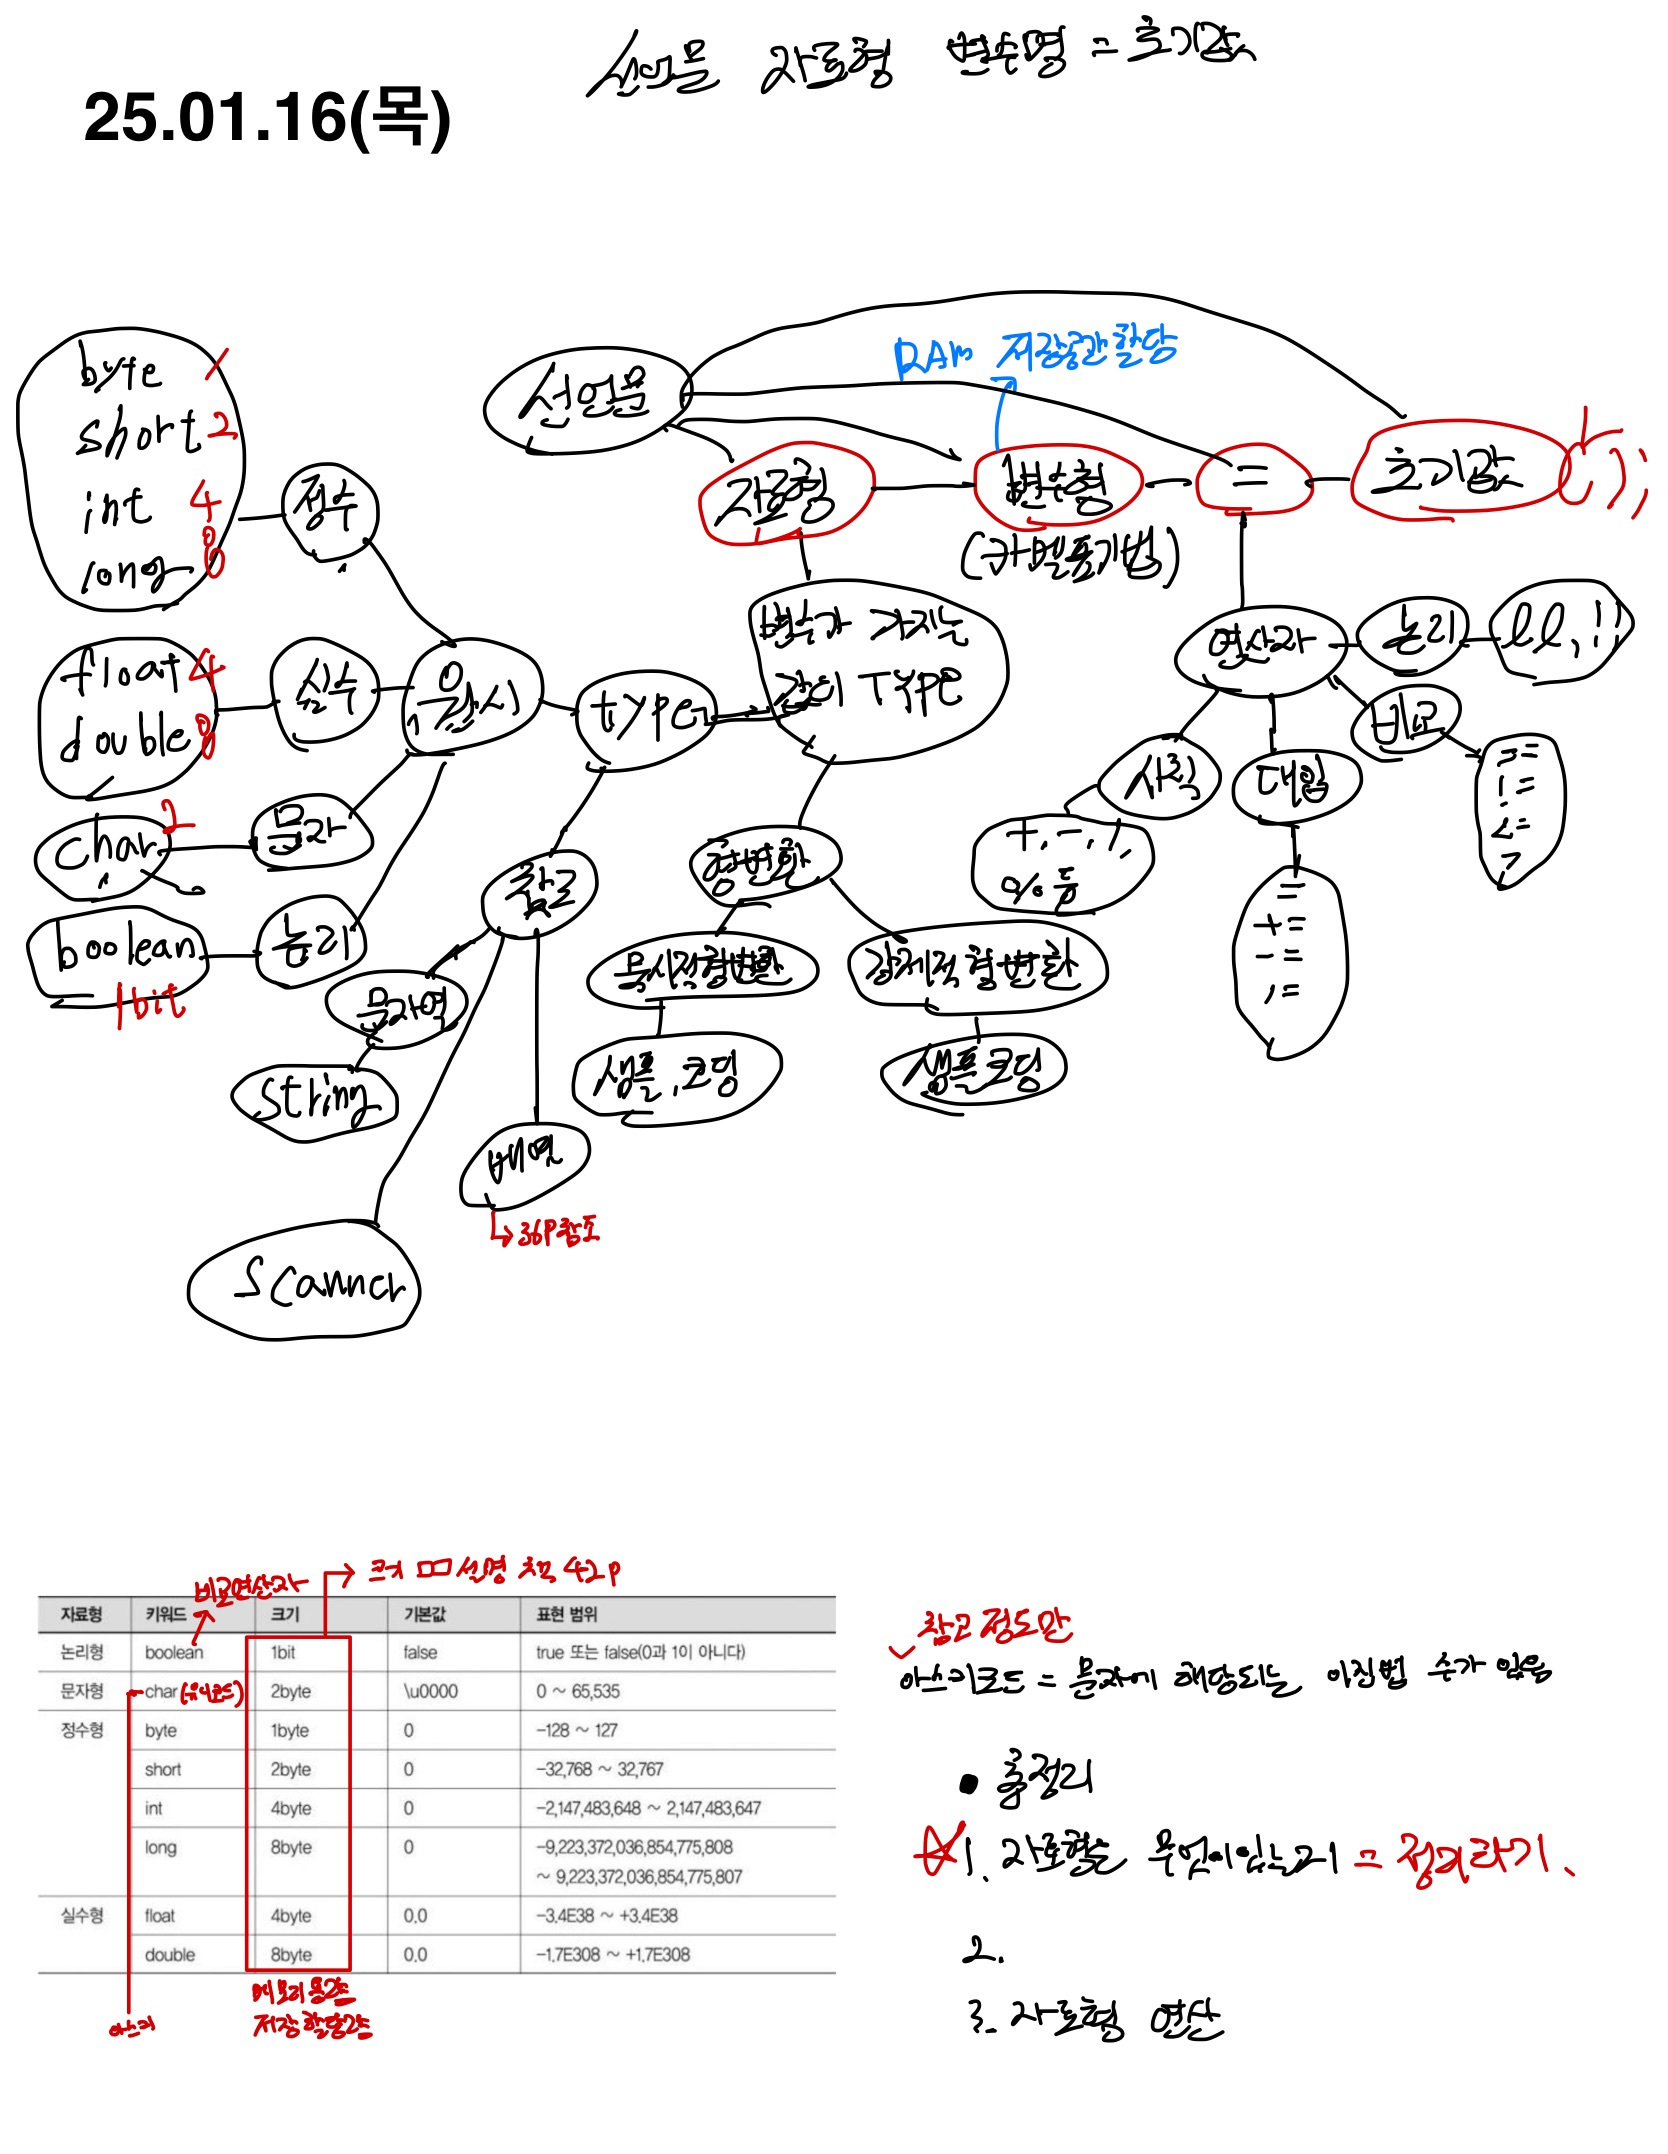 선언문 자료형 변수명 = 초기값
25.01.16(목)
RAM 저장공간할당
선언문
자료형
변수형
=
초기값
( );
(카멜표기법)
byte 1
short 2
int 4
long 8
정수
float 4
double 8
실수
원시
type
변수가 가지는
값의 TYPE
연산자
논리
비교
사칙
대입
+, -, /,
% 등
=
+=
-=
char 2
문자
boolean
1bit
논리
참조
문자열
String
Scanner
배열
36P참조
형변환
묵시적형변환
강제적 형변환
샘플코딩
샘플코딩
비교연산자
크기 설명 책 42p
자료형 키워드 크기 기본값 표현 범위
논리형 boolean 1bit false true 또는 false(0과 1이 아니다)
문자형 char (유니코드) 2byte \u0000 0 ~ 65,535
정수형 byte 1byte 0 -128 ~ 127
short 2byte 0 -32,768 ~ 32,767
int 4byte 0 -2,147,483,648 ~ 2,147,483,647
long 8byte 0 -9,223,372,036,854,775,808
~ 9,223,372,036,854,775,807
실수형 float 4byte 0.0 -3.4E38 ~ +3.4E38
double 8byte 0.0 -1.7E308 ~ +1.7E308
메모리 용량
저장 할당량
아스키
참고 정도만
아스키코드 = 문자에 해당되는 이진법 수가 있음
• 총정리
1. 자료형은 무엇이있는지 = 정리하기.
2.
3. 자료형 연산